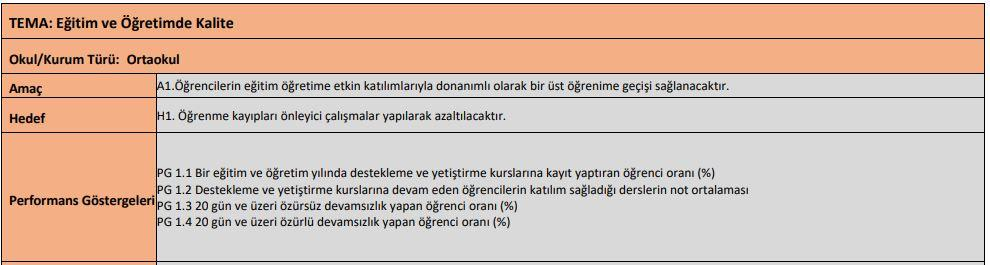 TEMA: Eğitim ve Öğretimde Kalite
Okul/Kurum Türü: Ortaokul
Amaç A1.Öğrencilerin eğitim öğretime etkin katılımlarıyla donanımlı olarak bir üst öğrenime geçişi sağlanacaktır.
Hedef H1. Öğrenme kayıpları önleyici çalışmalar yapılarak azaltılacaktır.
Performans Göstergeleri
PG 1.1 Bir eğitim ve öğretim yılında destekleme ve yetiştirme kurslarına kayıt yaptıran öğrenci oranı (%)
PG 1.2 Destekleme ve yetiştirme kurslarına devam eden öğrencilerin katılım sağladığı derslerin not ortalaması
PG 1.3 20 gün ve üzeri özürsüz devamsızlık yapan öğrenci oranı (%)
PG 1.4 20 gün ve üzeri özürlü devamsızlık yapan öğrenci oranı (%)